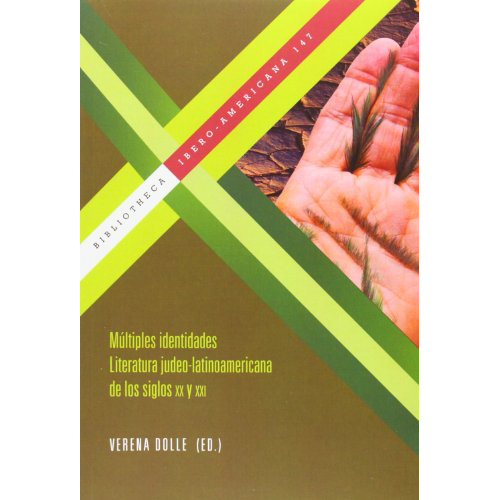 BIBLIOTHECA IBERO-AMERICANA 147
Múltiples identidades
Literatura judeo-latinoamericana
de los siglos XX y XXI
VERENA DOLLE (ED.)